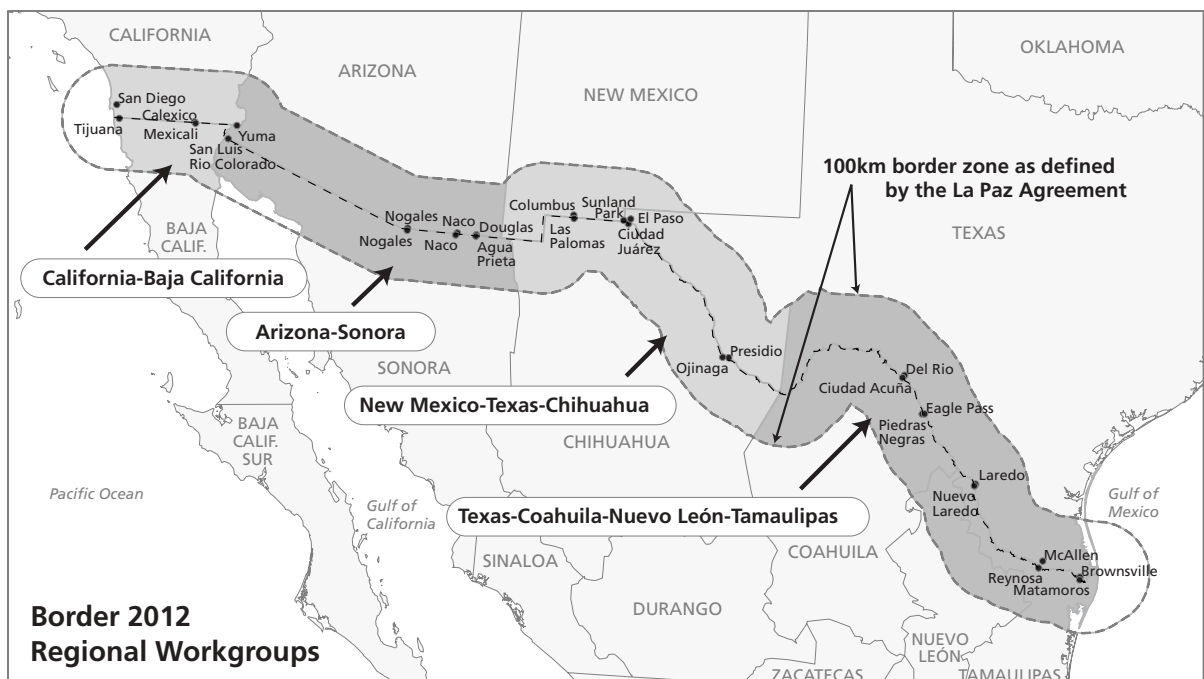 CALIFORNIA
ARIZONA
NEW MEXICO
OKLAHOMA
San Diego
Calexico
Tijuana
Mexicali
Yuma
San Luis
Rio Colorado
100km border zone as defined
by the La Paz Agreement
Columbus
Sunland
Park
El Paso
Nogales
Naco
Douglas
Las
Palomas
Ciudad
Juárez
Nogales
Naco
Agua
Prieta
TEXAS
BAJA
CALIF.
California-Baja California
Arizona-Sonora
SONORA
Ojinaga
Presidio
Del Rio
Ciudad Acuña
New Mexico-Texas-Chihuahua
Eagle Pass
Piedras
Negras
BAJA
CALIF.
SUR
CHIHUAHUA
Laredo
Nuevo
Laredo
Pacific Ocean
Gulf of
California
Gulf of
Mexico
Texas-Coahuila-Nuevo León-Tamaulipas
SINALOA
COAHUILA
McAllen
Brownsville
Reynosa
Matamoros
DURANGO
Border 2012
Regional Workgroups
NUEVO
LEÓN
ZACATECAS
TAMAULIPAS